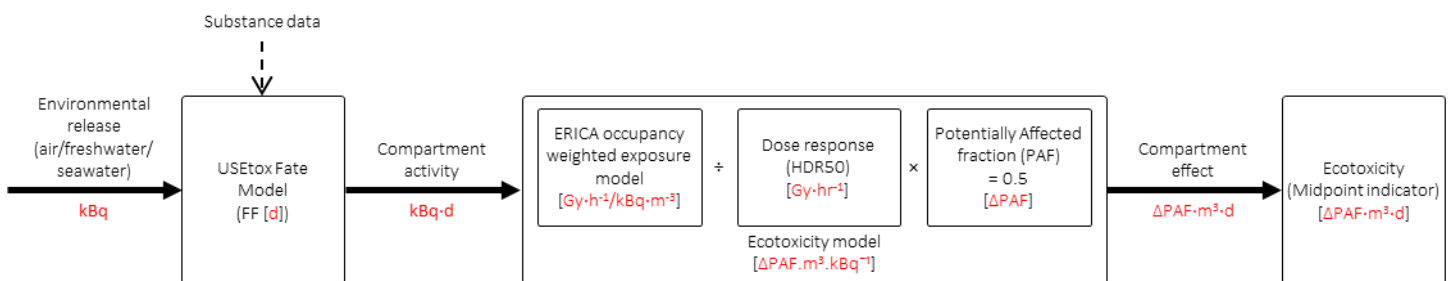 Substance data
Environmental
release
(air/freshwater/
seawater)
kBq
USEtox Fate
Model
(FF [d])
Compartment
activity
kBq·d
ERICA occupancy
weighted exposure
model
[Gy·h⁻¹/kBq·m⁻³]
÷
Dose response
(HDR50)
[Gy·hr⁻¹]
×
Potentially Affected
fraction (PAF)
= 0.5
[ΔPAF]
Ecotoxicity model
[ΔPAF.m³.kBq⁻¹]
Compartment
effect
ΔPAF·m³·d
Ecotoxicity
(Midpoint indicator)
[ΔPAF·m³·d]